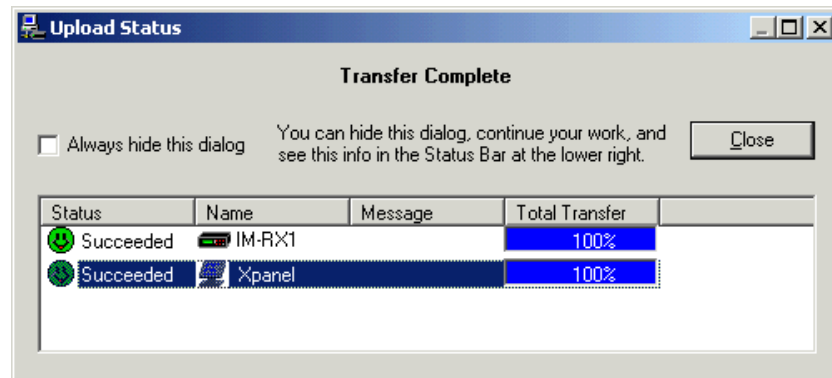 Upload Status
Transfer Complete
Always hide this dialog
You can hide this dialog, continue your work, and
see this info in the Status Bar at the lower right.
Close
Status Name Message Total Transfer
Succeeded IM-RX1 100%
Succeeded Xpanel 100%